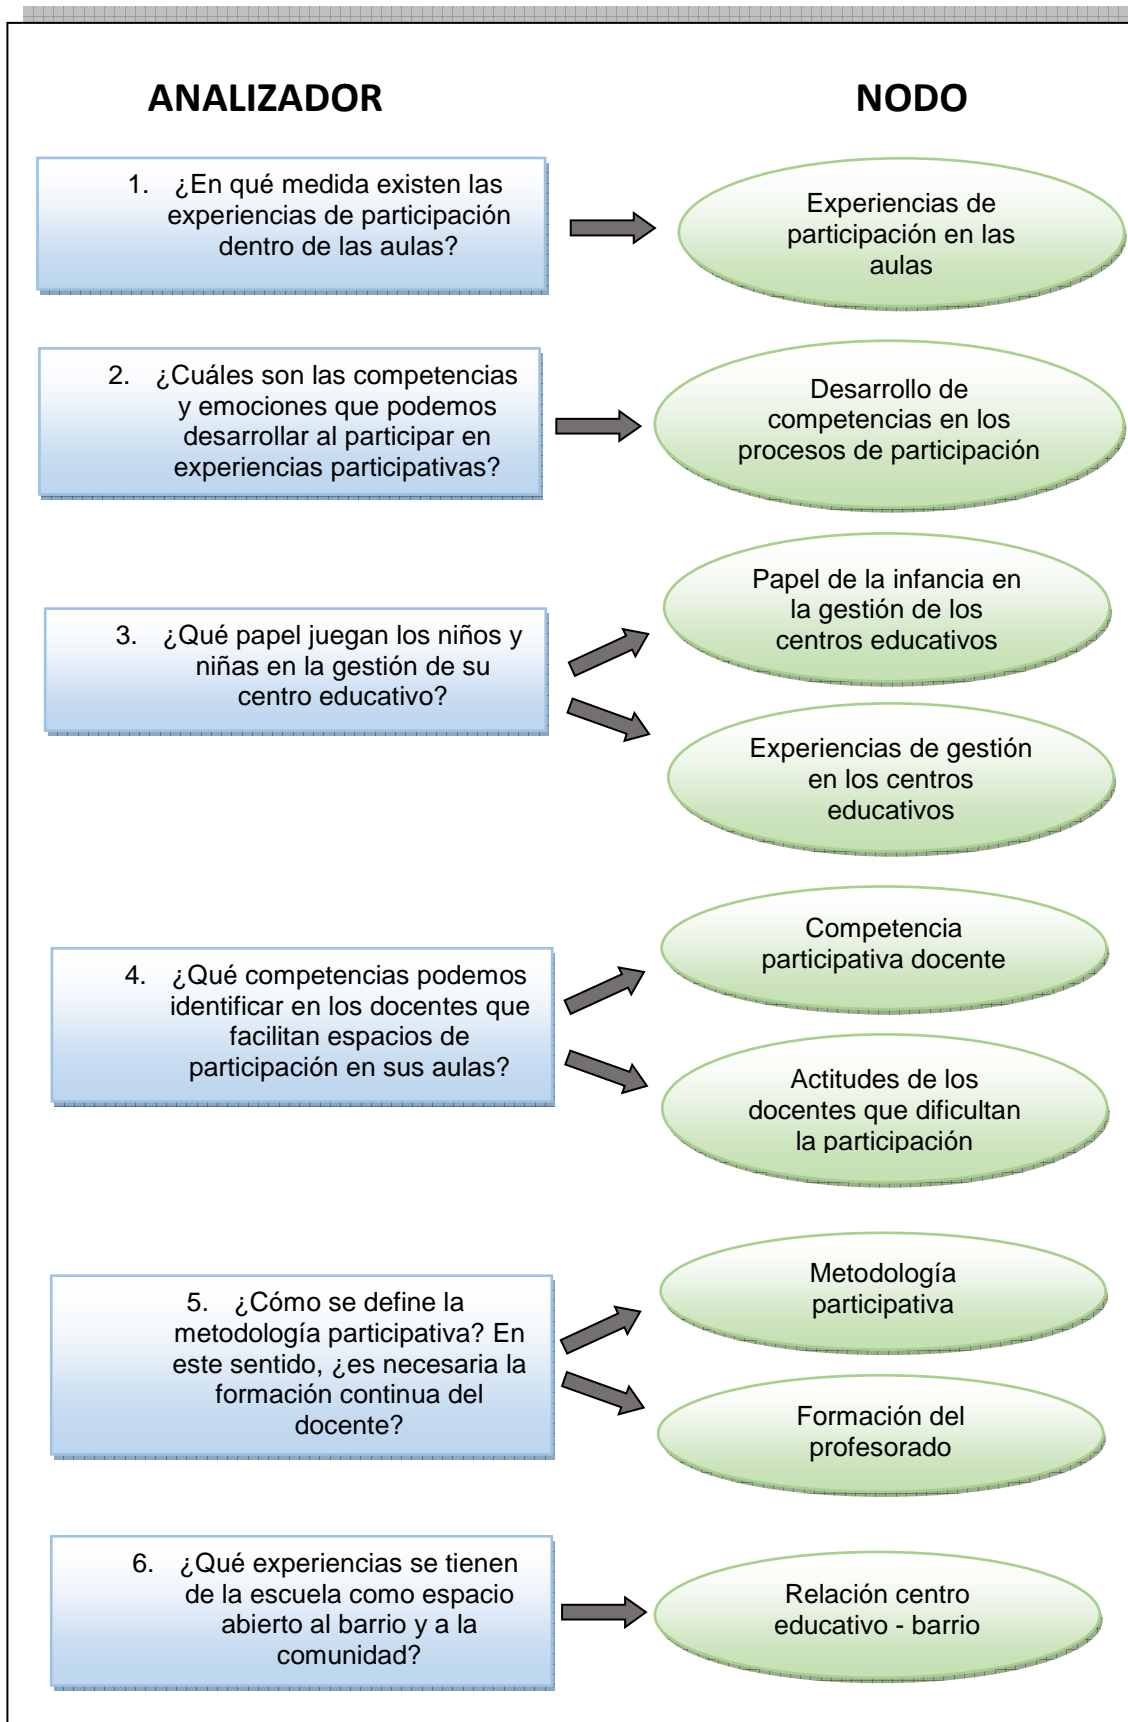 ANALIZADOR
NODO
1. ¿En qué medida existen las
experiencias de participación
dentro de las aulas?
Experiencias de
participación en las
aulas
2. ¿Cuáles son las competencias
y emociones que podemos
desarrollar al participar en
experiencias participativas?
Desarrollo de
competencias en los
procesos de participación
3. ¿Qué papel juegan los niños y
niñas en la gestión de su
centro educativo?
Papel de la infancia en
la gestión de los
centros educativos
Experiencias de gestión
en los centros
educativos
4. ¿Qué competencias podemos
identificar en los docentes que
facilitan espacios de
participación en sus aulas?
Competencia
participativa docente
Actitudes de los
docentes que dificultan
la participación
5. ¿Cómo se define la
metodología participativa? En
este sentido, ¿es necesaria la
formación continua del
docente?
Metodología
participativa
Formación del
profesorado
6. ¿Qué experiencias se tienen
de la escuela como espacio
abierto al barrio y a la
comunidad?
Relación centro
educativo - barrio